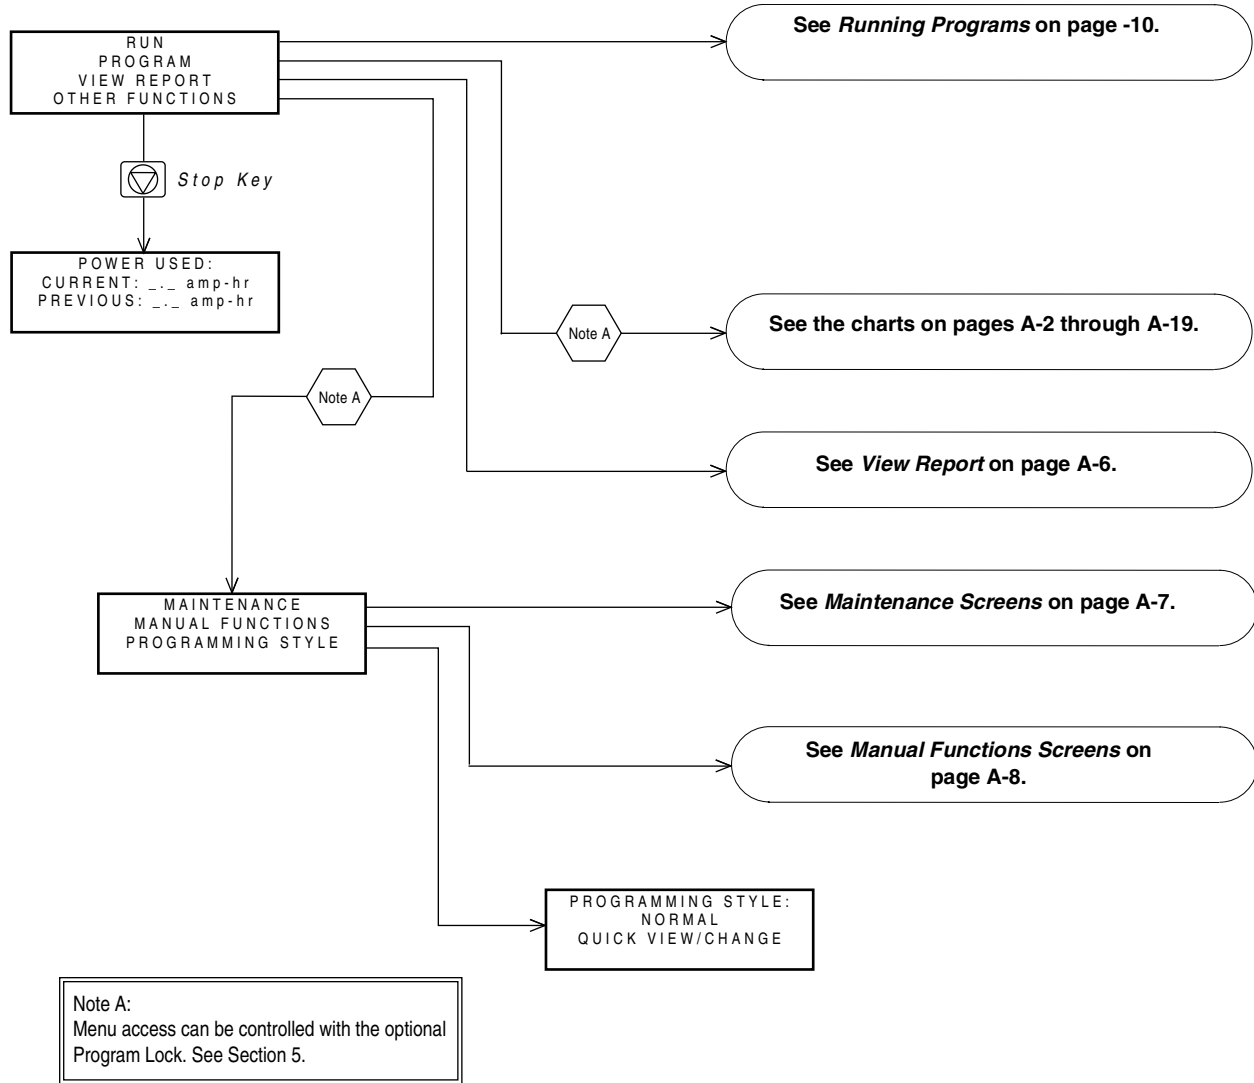 RUN
PROGRAM
VIEW REPORT
OTHER FUNCTIONS
See Running Programs on page -10.
Stop Key
POWER USED:
CURRENT: _._ amp-hr
PREVIOUS: _._ amp-hr
Note A
See the charts on pages A-2 through A-19.
Note A
See View Report on page A-6.
MAINTENANCE
MANUAL FUNCTIONS
PROGRAMMING STYLE
See Maintenance Screens on page A-7.
See Manual Functions Screens on
page A-8.
PROGRAMMING STYLE:
NORMAL
QUICK VIEW/CHANGE
Note A:
Menu access can be controlled with the optional
Program Lock. See Section 5.